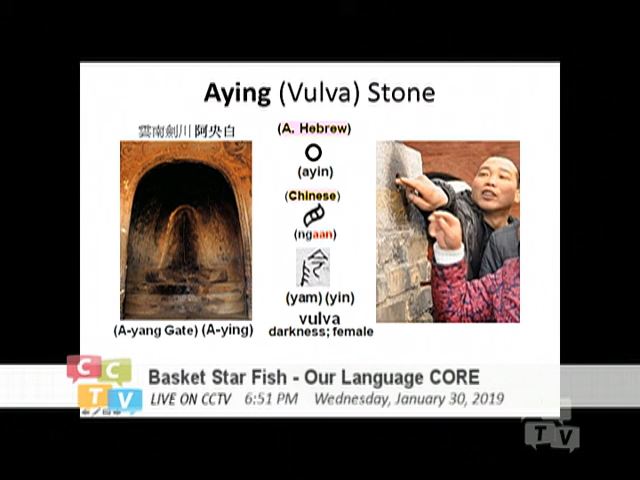 Aying (Vulva) Stone
雲南劍川 阿央白
(A. Hebrew)
(ayin)
(Chinese)
(ngaan)
(yam) (yin)
vulva
darkness; female
(A-yang Gate) (A-ying)
CCTV
Basket Star Fish - Our Language CORE
LIVE ON CCTV 6:51 PM Wednesday, January 30, 2019
TV